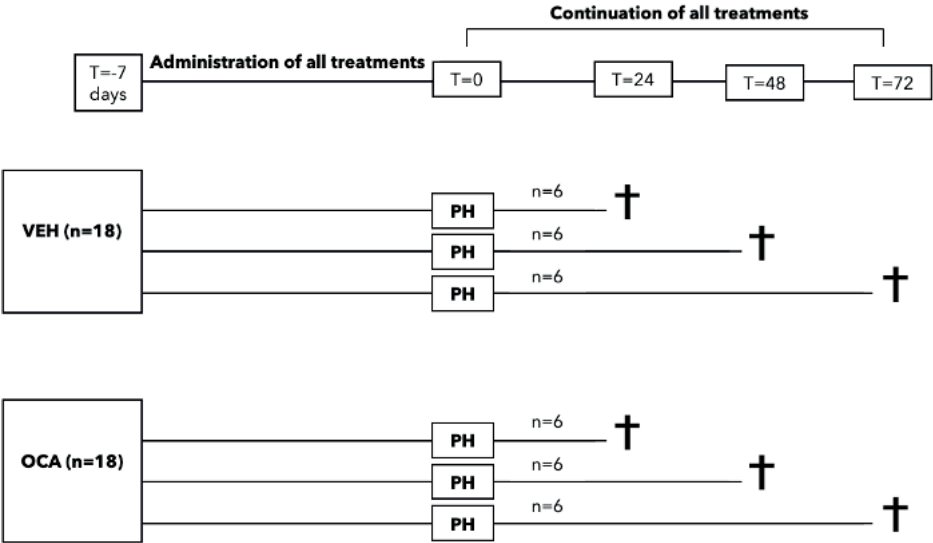 Continuation of all treatments
Administration of all treatments
T=-7
days
T=0
T=24
T=48
T=72
VEH (n=18)
PH
n=6
PH
n=6
PH
n=6
OCA (n=18)
PH
n=6
PH
n=6
PH
n=6